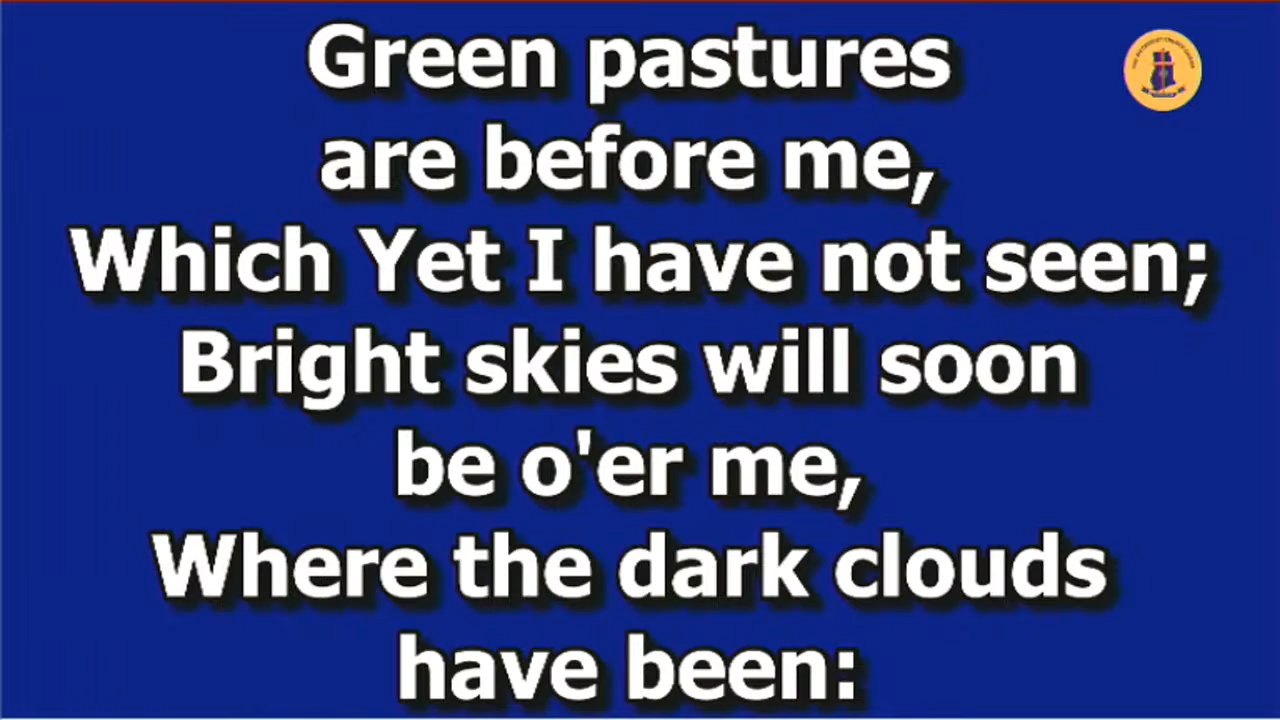 Green pastures
are before me,
Which Yet I have not seen;
Bright skies will soon
be o'er me,
Where the dark clouds
have been: